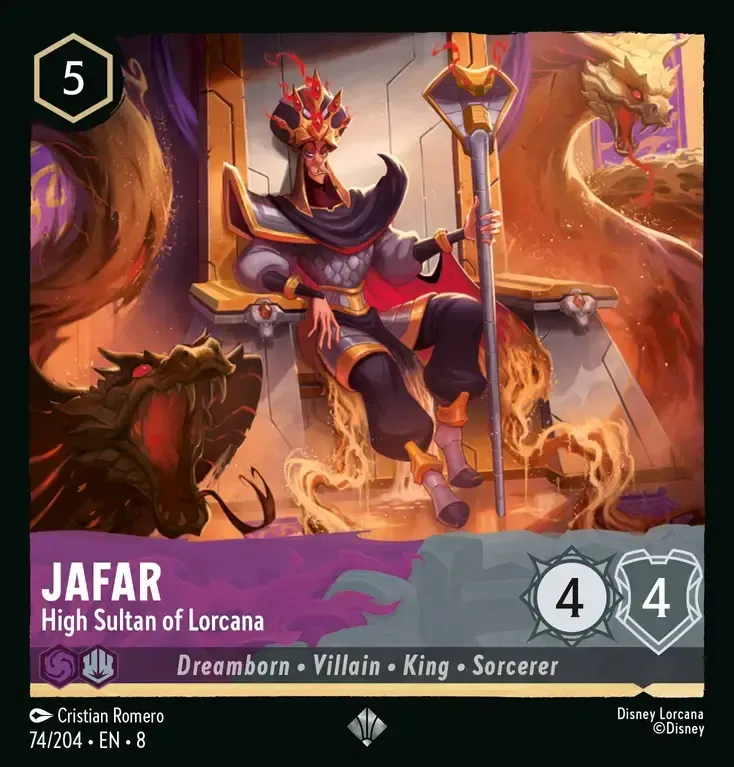 5
JAFAR
High Sultan of Lorcana
4
4
Dreamborn • Villain • King • Sorcerer
Cristian Romero
74/204 • EN • 8
Disney Lorcana
©Disney